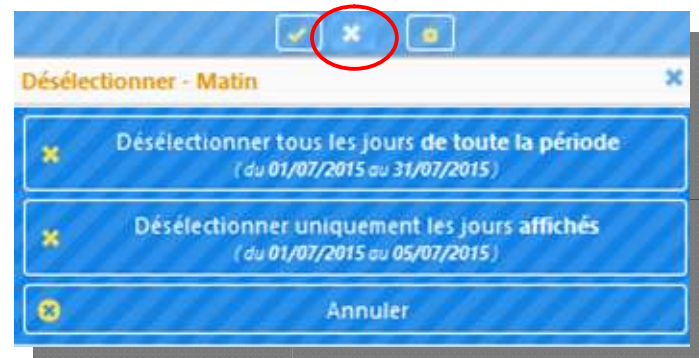 Désélectionner - Matin
Désélectionner tous les jours de toute la période
(du 01/07/2015 au 31/07/2015)
Désélectionner uniquement les jours affichés
(du 01/07/2015 au 05/07/2015)
Annuler